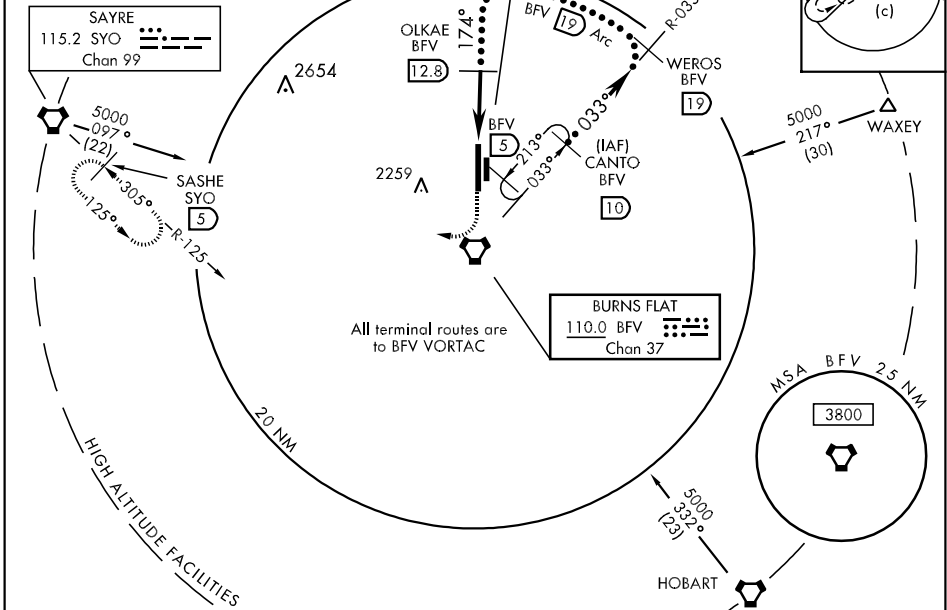 SAYRE
115.2 SYO
Chan 99
5000
097°
(22)
SASHE
SYO
5
305°
125°
R-125
2654
OLKAE
BFV
12.8
174°
BFV
19
Arc
R-033
WEROS
BFV
19
033°
BFV
5
213°
033°
(IAF)
CANTO
BFV
10
2259
(c)
WAXEY
5000
217°
(30)
BURNS FLAT
110.0 BFV
Chan 37
All terminal routes are
to BFV VORTAC
20 NM
HIGH ALTITUDE FACILITIES
MSA BFV 25 NM
3800
5000
332°
(23)
HOBART